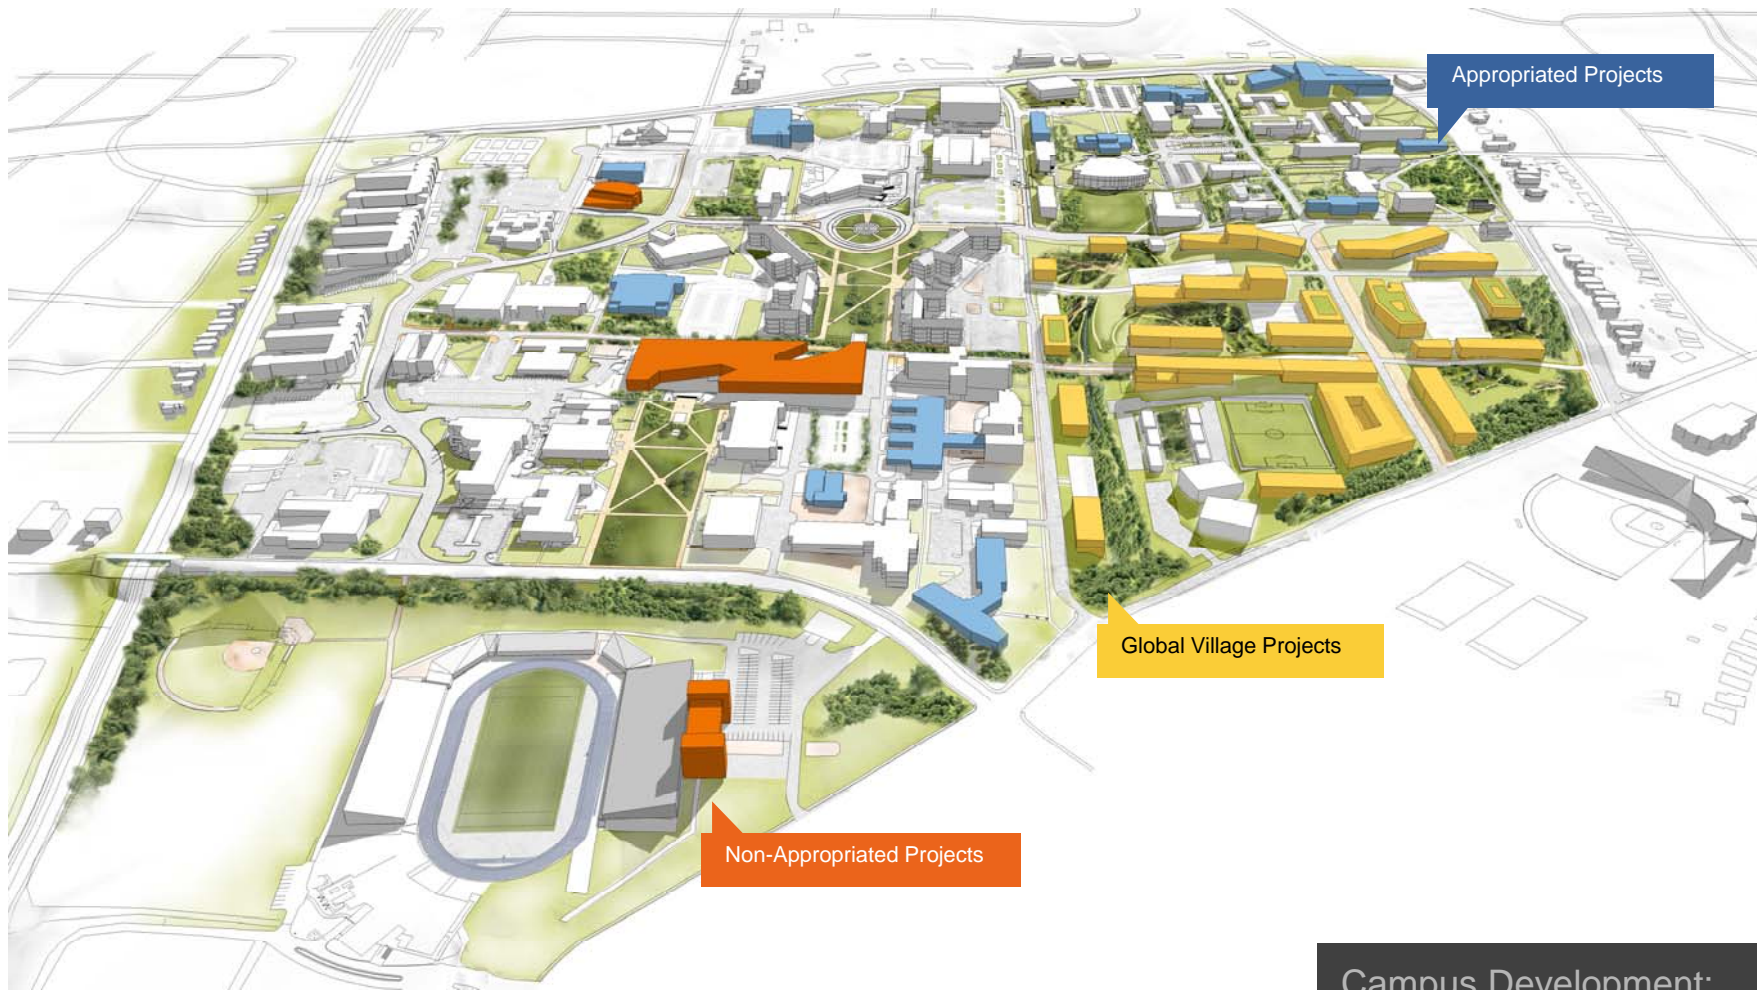 Appropriated Projects
Global Village Projects
Non-Appropriated Projects
Campus Development: